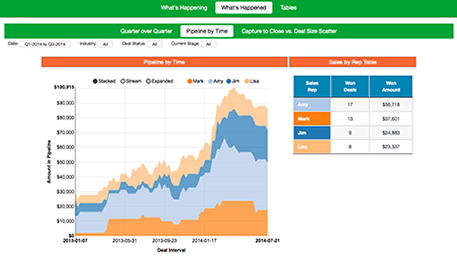 What's Happening What's Happened Tables
Quarter over Quarter Pipeline by Time Capture to Close vs. Deal Size Scatter
Date: Q1-2014 to Q3-2014 Industry: All Deal Status: All Current Stage: All
Pipeline by Time
Sales by Rep Table
Stacked Stream Expanded Mark Amy Jim Lisa
$100,915
$90,000
$80,000
$70,000
$60,000
$50,000
$40,000
$30,000
$20,000
$10,000
$0
Amount in Pipeline
2013-01-07 2013-05-31 2013-09-23 2014-01-17 2014-07-21
Deal Interval
Sales Rep Won Deals Won Amount
Amy 17 $56,718
Mark 13 $37,601
Jim 9 $24,883
Lisa 8 $23,337